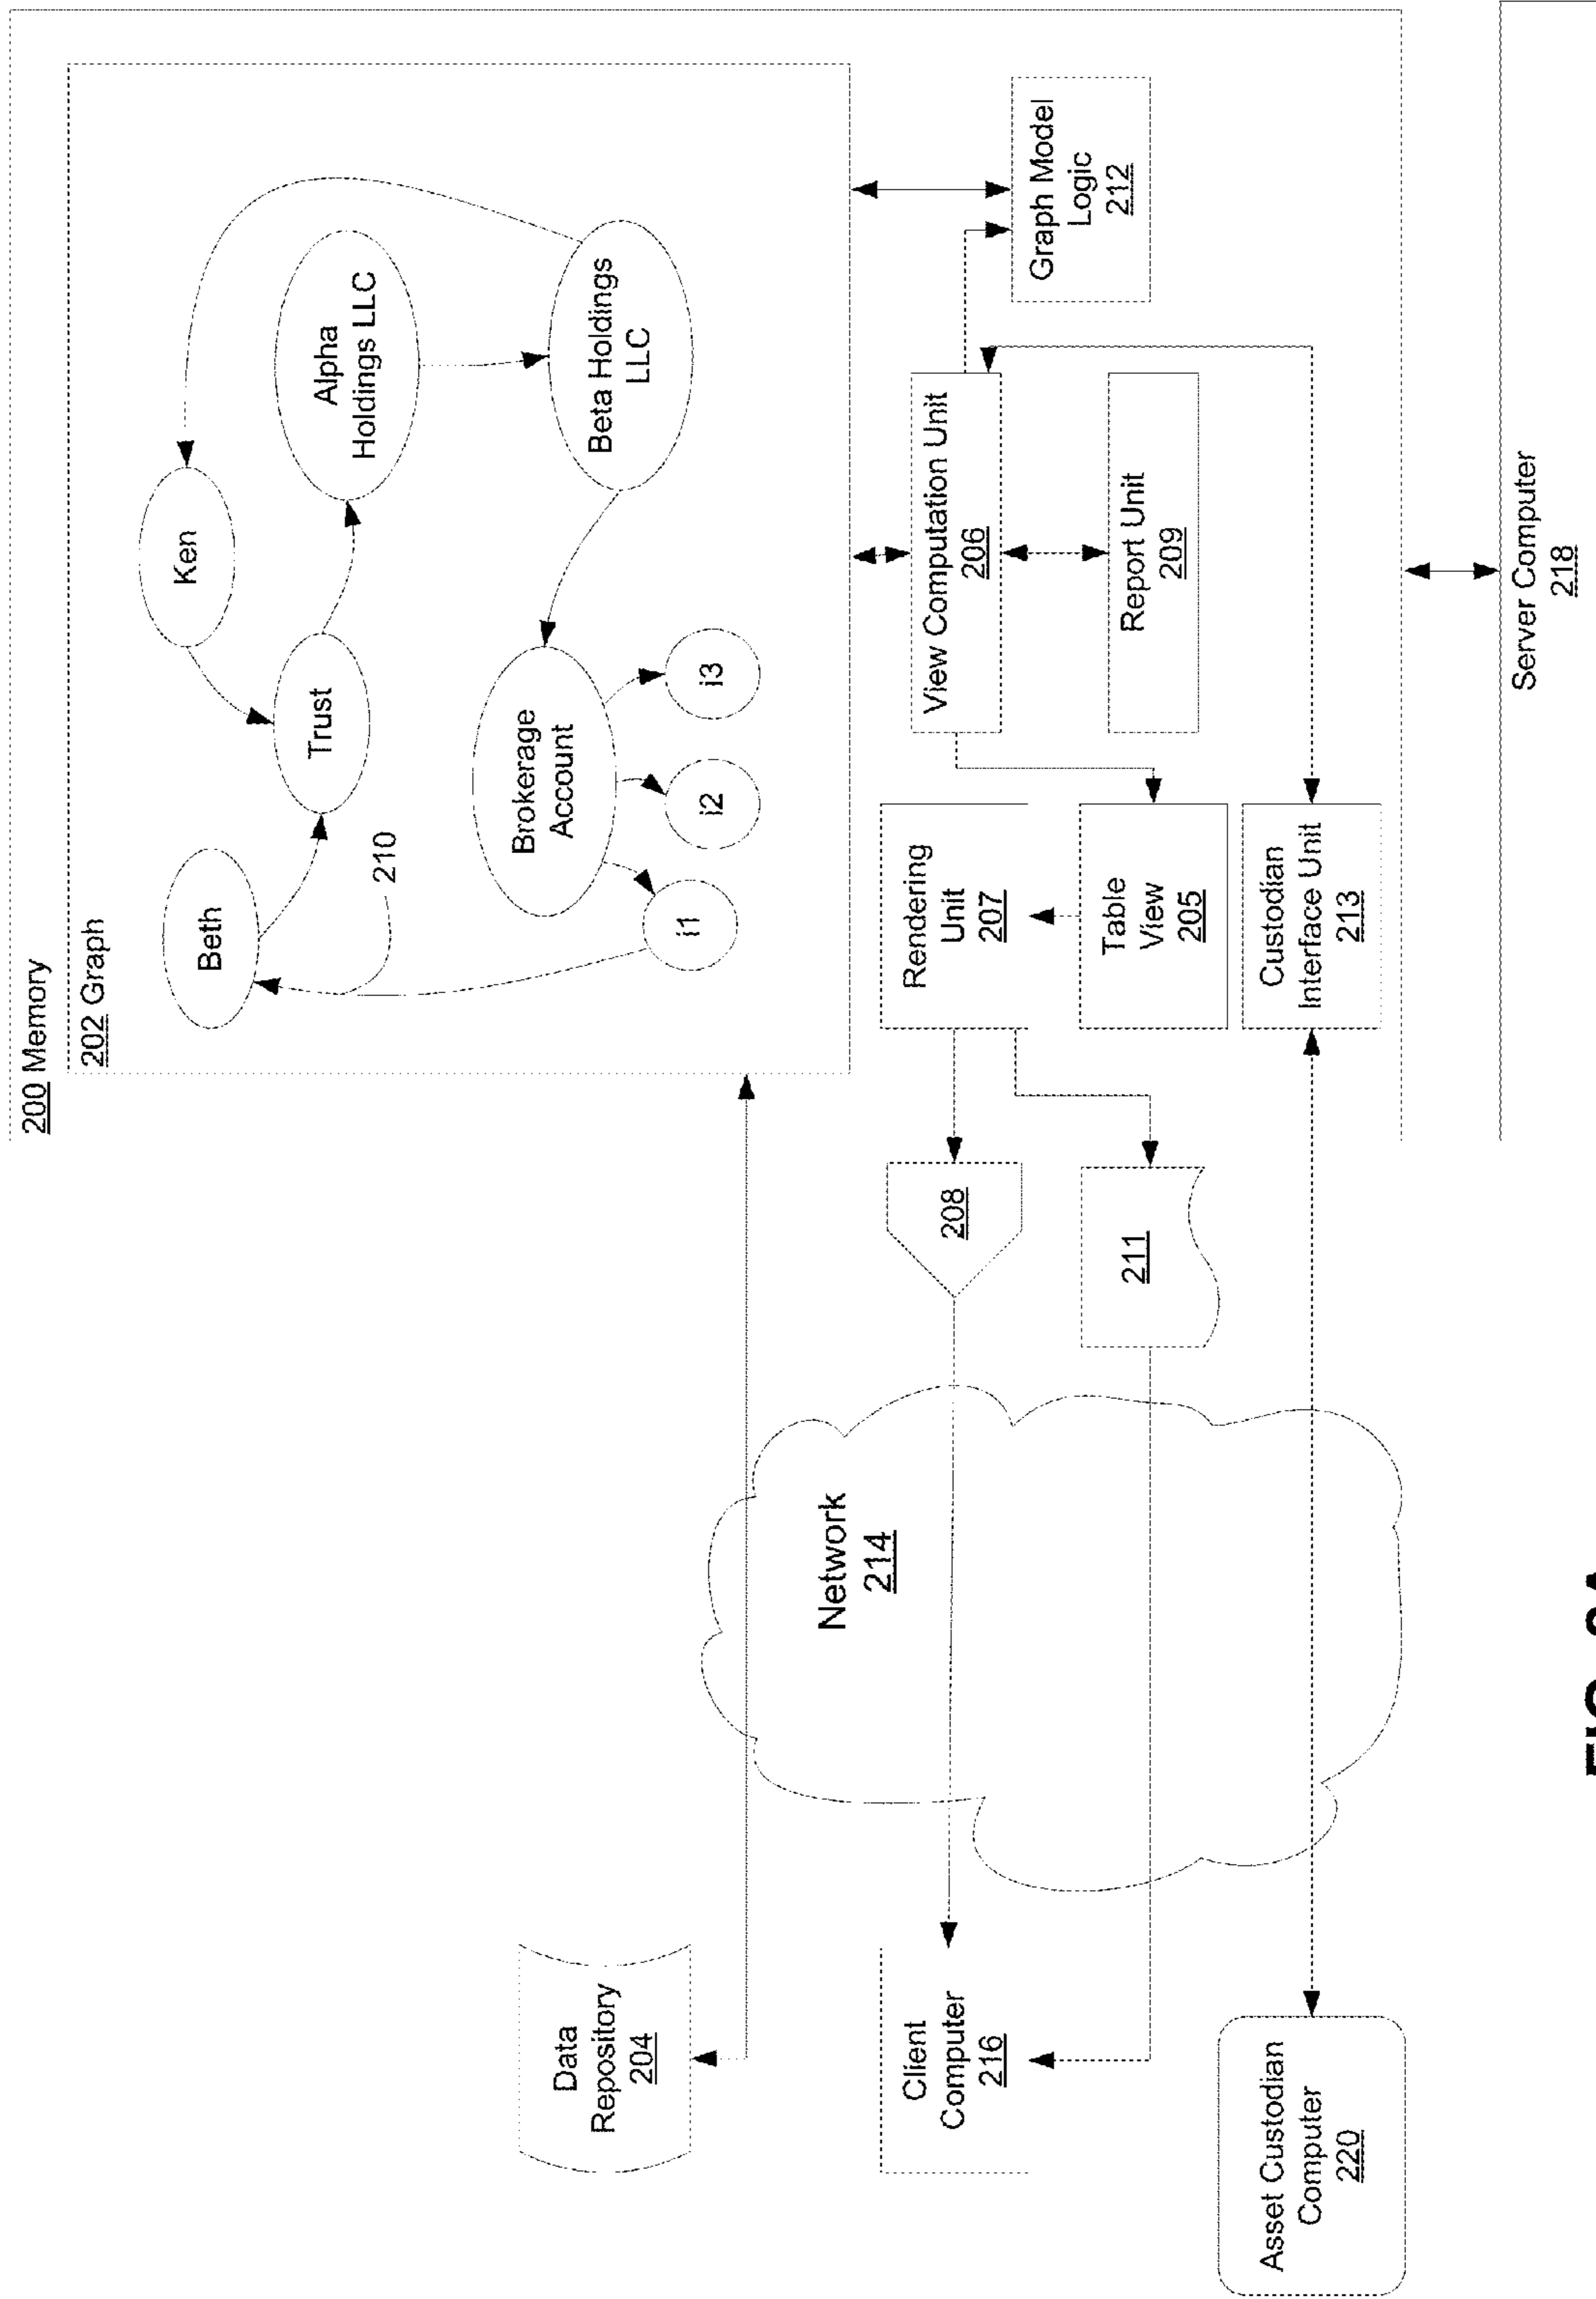 200 Memory
202 Graph
Beth
Ken
Trust
Alpha
Holdings LLC
210
Brokerage
Account
Beta Holdings
LLC
i1
i2
i3
Data
Repository
204
Network
214
Client
Computer
216
208
Rendering
Unit
207
View Computation Unit
206
Graph Model
Logic
212
211
Table
View
205
Report Unit
209
Asset Custodian
Computer
220
Custodian
Interface Unit
213
Server Computer
218